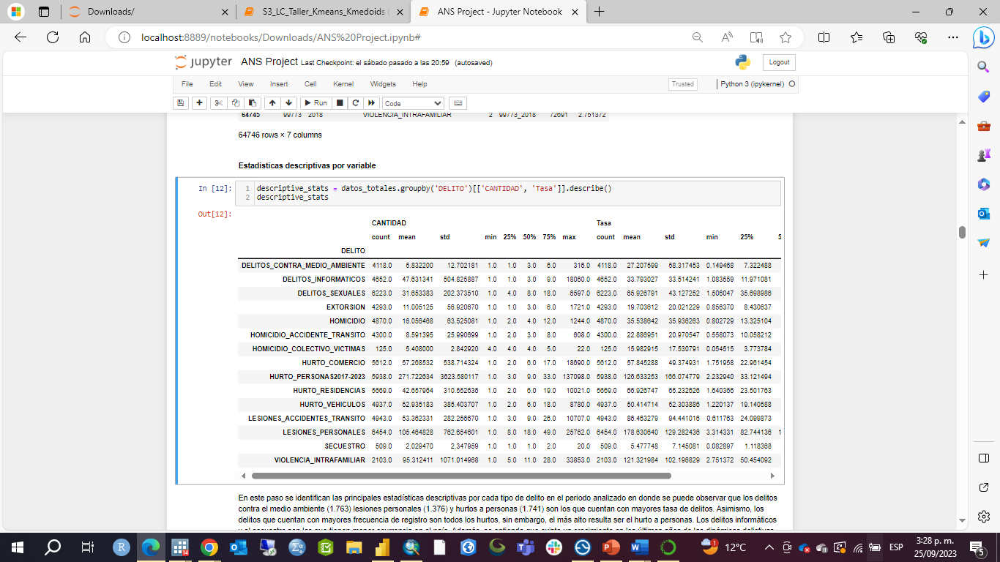 Downloads/
S3_LC_Taller_Kmeans_Kmedoids (
ANS Project - Jupyter Notebook
localhost:8889/notebooks/Downloads/ANS%20Project.ipynb#
jupyter ANS Project Last Checkpoint: el sábado pasado a las 20:59 (autosaved)
Logout
File Edit View Insert Cell Kernel Widgets Help
Trusted Python 3 (ipykernel)
Run Code
64745 99773 2018 VIOLENCIA_INTRAFAMILIAR 2 99773_2018 72691 2.751372
64746 rows × 7 columns
Estadisticas descriptivas por variable
In [12]: 1 descriptive_stats = datos_totales.groupby('DELITO')[['CANTIDAD', 'Tasa']].describe()
2 descriptive_stats
Out[12]:
CANTIDAD Tasa
count mean std min 25% 50% 75% max count mean std min 25% 5
DELITO
DELITOS_CONTRA_MEDIO_AMBIENTE 4118.0 5.832200 12.702181 1.0 1.0 3.0 6.0 316.0 4118.0 27.207599 58.317453 0.149468 7.322488
DELITOS_INFORMATICOS 4652.0 47.631341 504.825887 1.0 1.0 3.0 9.0 18060.0 4652.0 33.793027 33.514241 1.083559 11.971081
DELITOS_SEXUALES 6223.0 31.653383 202.373510 1.0 4.0 8.0 18.0 6597.0 6223.0 65.926791 43.127252 1.506047 35.698986
EXTORSION 4293.0 11.005125 56.920670 1.0 1.0 3.0 6.0 1721.0 4293.0 19.703612 20.021229 0.856370 8.430637
HOMICIDIO 4870.0 16.056468 63.525081 1.0 2.0 4.0 12.0 1244.0 4870.0 35.538642 35.936263 0.802729 13.325104
HOMICIDIO_ACCIDENTE_TRANSITO 4300.0 8.591395 25.990699 1.0 2.0 3.0 8.0 608.0 4300.0 22.886951 20.970547 0.558073 10.058212
HOMICIDIO_COLECTIVO_VICTIMAS 125.0 5.408000 2.842920 4.0 4.0 4.0 5.0 22.0 125.0 15.982915 17.530791 0.054515 3.773784
HURTO_COMERCIO 5612.0 57.268532 538.714324 1.0 2.0 6.0 17.0 18690.0 5612.0 57.845288 49.374931 1.751958 22.961454
HURTO_PERSONAS2017-2023 5938.0 271.722634 3623.580117 1.0 3.0 9.0 33.0 137098.0 5938.0 126.633253 166.074779 2.232940 33.121494
HURTO_RESIDENCIAS 5669.0 42.657964 310.552636 1.0 2.0 6.0 19.0 10021.0 5669.0 66.926747 65.232626 1.640366 23.501763
HURTO_VEHICULOS 4937.0 52.935183 385.403707 1.0 2.0 6.0 18.0 8780.0 4937.0 50.414714 52.303886 1.220137 19.140588
LESIONES_ACCIDENTES_TRANSITO 4943.0 53.362331 282.256670 1.0 3.0 9.0 26.0 10707.0 4943.0 86.463279 94.441016 0.611763 24.099873
LESIONES_PERSONALES 6454.0 105.464828 762.654601 1.0 8.0 18.0 49.0 25762.0 6454.0 178.630640 129.282436 3.314331 82.744136 1
SECUESTRO 509.0 2.029470 2.347959 1.0 1.0 1.0 2.0 20.0 509.0 5.477748 7.145081 0.082897 1.118368
VIOLENCIA_INTRAFAMILIAR 2103.0 95.312411 1071.014968 1.0 5.0 11.0 28.0 33853.0 2103.0 121.321984 102.196829 2.751372 50.454092
En este paso se identifican las principales estadísticas descriptivas por cada tipo de delito en el periodo analizado en donde se puede observar que los delitos
contra el medio ambiente (1.763) lesiones personales (1.376) y hurtos a personas (1.741) son los que cuentan con mayores tasa de delitos. Asimismo, los
delitos que cuentan con mayores frecuencia de registro son todos los hurtos, sin embargo, el más alto resulta ser el hurto a personas. Los delitos informáticos
12°C
ESP
3:28 p. m.
25/09/2023
5